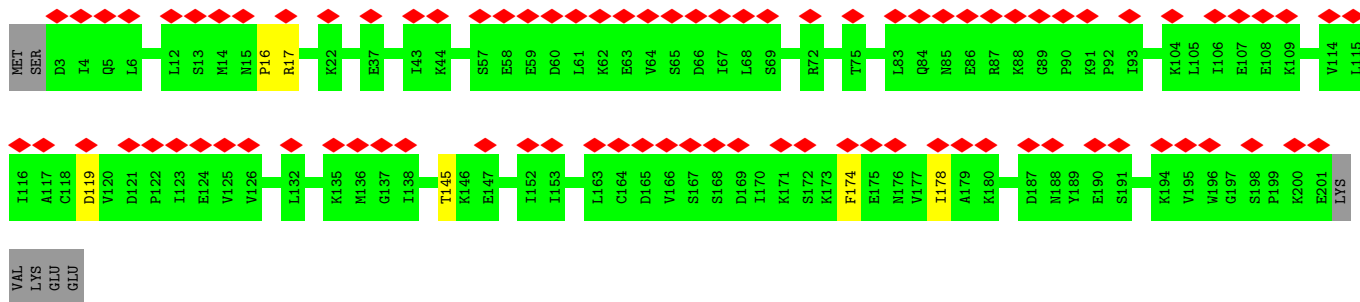 MET SER D3 I4 Q5 L6 L12 S13 M14 N15 P16 R17 K22 E37 I43 K44 S57 E58 E59 D60 L61 K62 E63 V64 S65 D66 I67 L68 S69 R72 T75 L83 Q84 N85 E86 R87 K88 G89 P90 K91 P92 I93 K104 L105 I106 E107 E108 K109 V114 L115
I116 A117 C118 D119 V120 D121 P122 I123 E124 V125 V126 L132 K135 M136 G137 I138 T145 K146 E147 I152 I153 L163 C164 D165 V166 S167 S168 D169 I170 K171 S172 K173 F174 E175 N176 V177 I178 A179 K180 D187 N188 Y189 E190 S191 K194 V195 W196 G197 S198 P199 K200 E201 LYS
VAL LYS GLU GLU